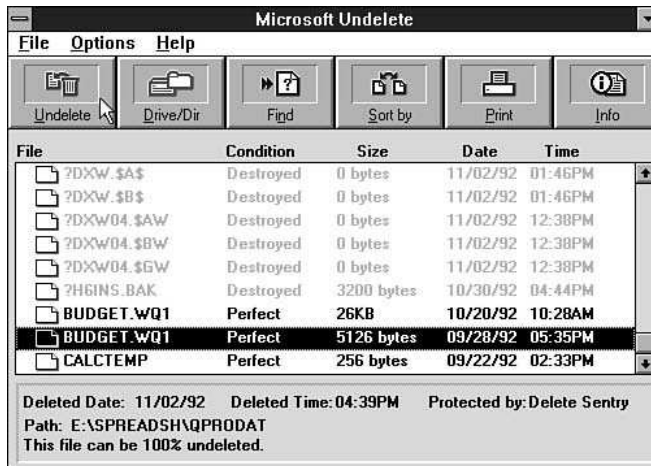 Microsoft Undelete
File Options Help
Undelete Drive/Dir Find Sort by Print Info
File Condition Size Date Time
?DXW.$A$ Destroyed 0 bytes 11/02/92 01:46PM
?DXW.$B$ Destroyed 0 bytes 11/02/92 01:46PM
?DXW04.$AW Destroyed 0 bytes 11/02/92 12:38PM
?DXW04.$BW Destroyed 0 bytes 11/02/92 12:38PM
?DXW04.$GW Destroyed 0 bytes 11/02/92 12:38PM
?H6INS.BAK Destroyed 3200 bytes 10/30/92 04:44PM
BUDGET.WQ1 Perfect 26KB 10/20/92 10:28AM
BUDGET.WQ1 Perfect 5126 bytes 09/28/92 05:35PM
CALCTEMP Perfect 256 bytes 09/22/92 02:33PM
Deleted Date: 11/02/92 Deleted Time: 04:39PM Protected by: Delete Sentry
Path: E:\SPREADSH\QPRODAT
This file can be 100% undeleted.